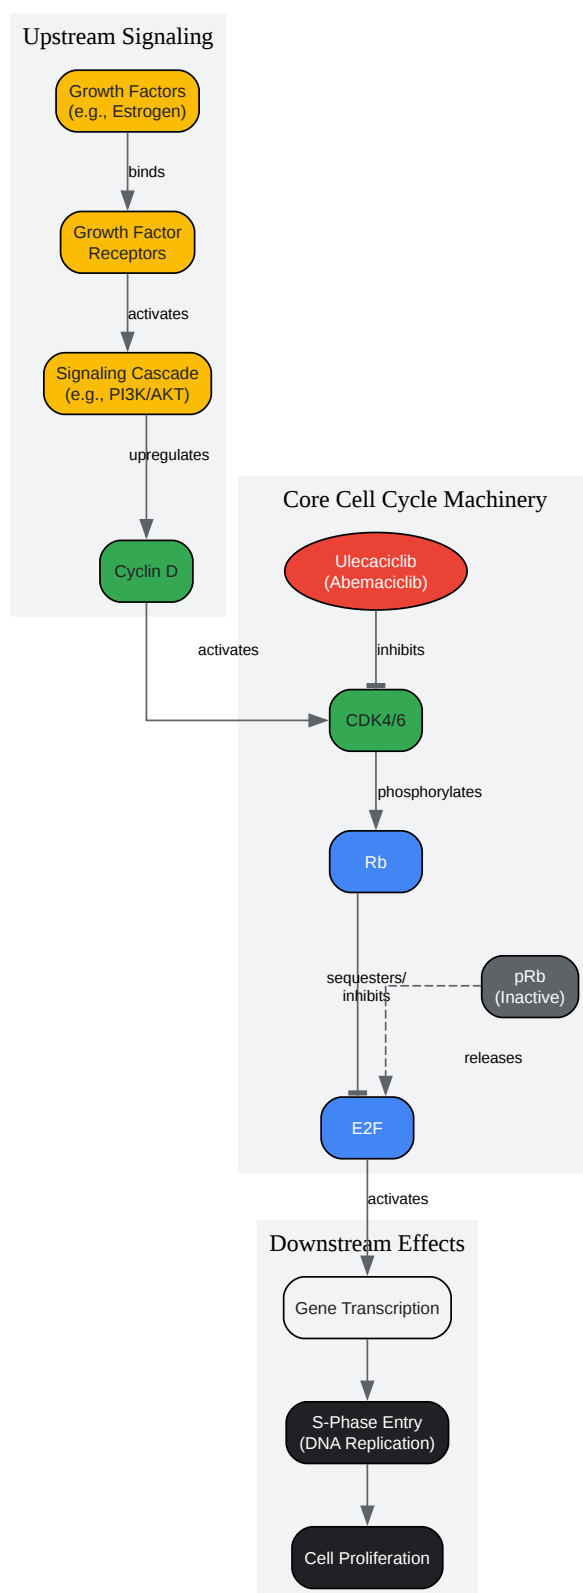 Upstream Signaling
Growth Factors
(e.g., Estrogen)
binds
Growth Factor
Receptors
activates
Signaling Cascade
(e.g., PI3K/AKT)
upregulates
Cyclin D
activates
Core Cell Cycle Machinery
Ulecaciclib
(Abemaciclib)
inhibits
CDK4/6
phosphorylates
Rb
sequesters/
inhibits
pRb
(Inactive)
releases
E2F
activates
Downstream Effects
Gene Transcription
S-Phase Entry
(DNA Replication)
Cell Proliferation